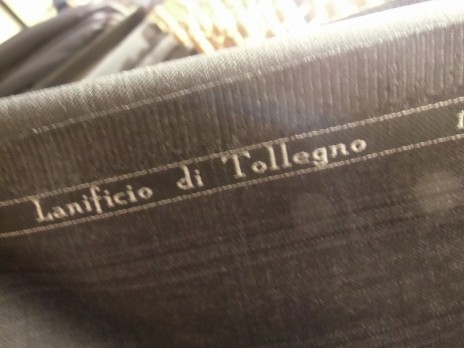 Lanificio di Tollegno